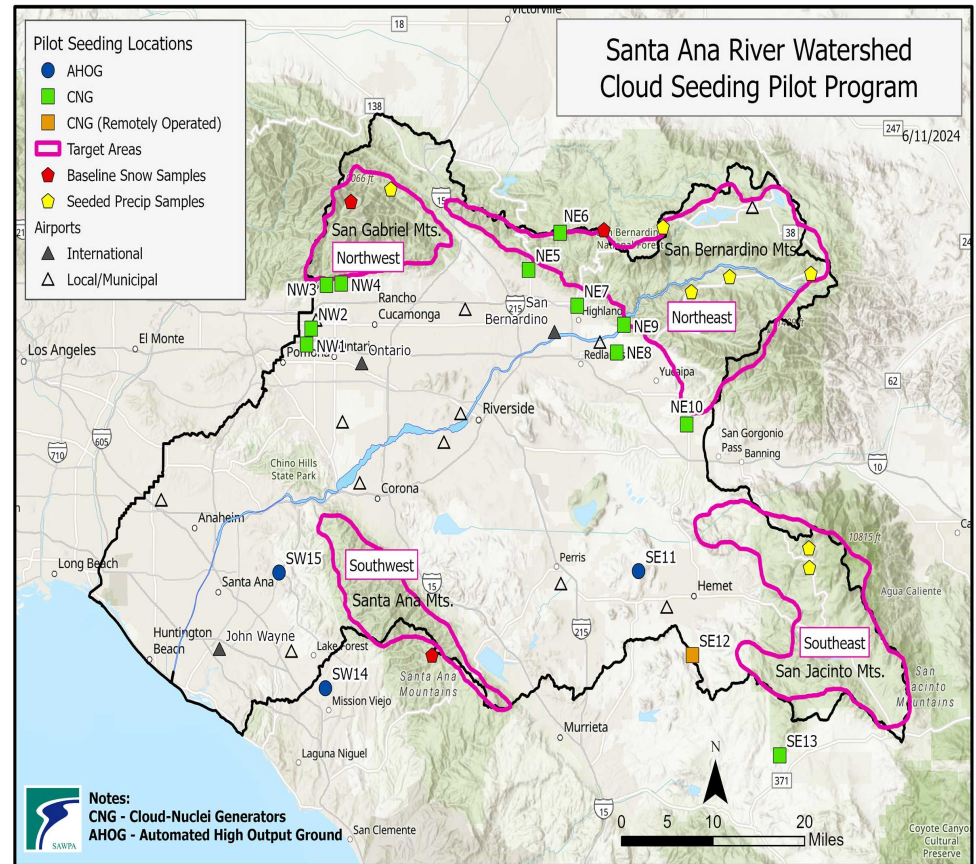 Victorville
18
Santa Ana River Watershed
Cloud Seeding Pilot Program
6/11/2024
247
138
Pilot Seeding Locations
AHOG
CNG
CNG (Remotely Operated)
Target Areas
Baseline Snow Samples
Seeded Precip Samples
Airports
International
Local/Municipal
15
San Gabriel Mts.
Northwest
NE6
San Bernardino Mts.
38
NE5
NW3
NW4
NW2
NW1
Rancho
Cucamonga
215
San
Bernardino
NE7
Highland
NE9
Northeast
NE8
Yucaipa
Los Angeles
El Monte
Ontario
62
NE10
Riverside
710
605
San Gorgonio
Pass
Banning
10
Chino Hills
State Park
Corona
Anaheim
10815 ft
Long Beach
SW15
Southwest
15
Perris
SE11
Hemet
Agua Caliente
Santa Ana
Santa Ana Mts.
215
Huntington
Beach
John Wayne
Lake Forest
SE12
Southeast
San Jacinto Mts.
San
Jacinto
Mountains
Santa Ana
Mountains
SW14
Mission Viejo
Murrieta
Laguna Niguel
SE13
371
N
15
0 5 10 20
Miles
San Clemente
Coyote Canyon
Cultural
Preserve
SAWPA
Notes:
CNG - Cloud-Nuclei Generators
AHOG - Automated High Output Ground